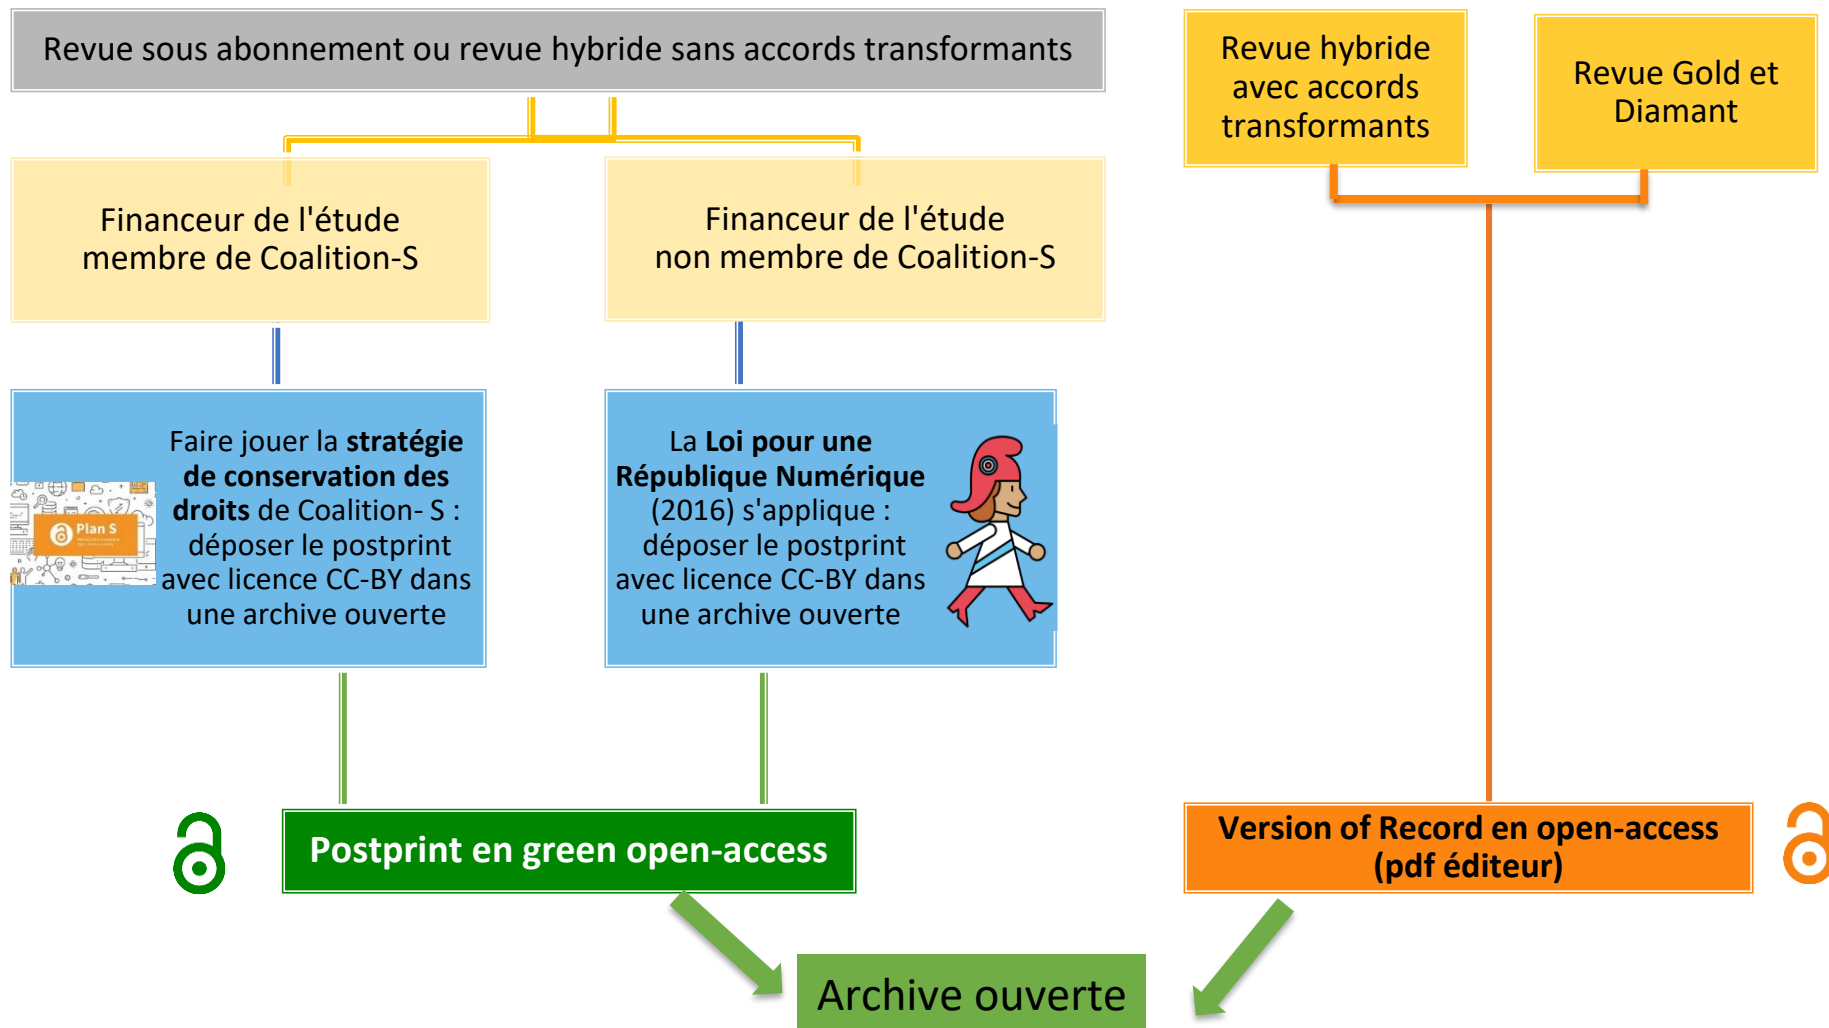 Revue sous abonnement ou revue hybride sans accords transformants
Revue hybride
avec accords
transformants
Revue Gold et
Diamant
Financeur de l'étude
membre de Coalition-S
Financeur de l'étude
non membre de Coalition-S
Faire jouer la stratégie
de conservation des
droits de Coalition- S :
déposer le postprint
avec licence CC-BY dans
une archive ouverte
Plan S
La Loi pour une
République Numérique
(2016) s'applique :
déposer le postprint
avec licence CC-BY dans
une archive ouverte
Postprint en green open-access
Version of Record en open-access
(pdf éditeur)
Archive ouverte